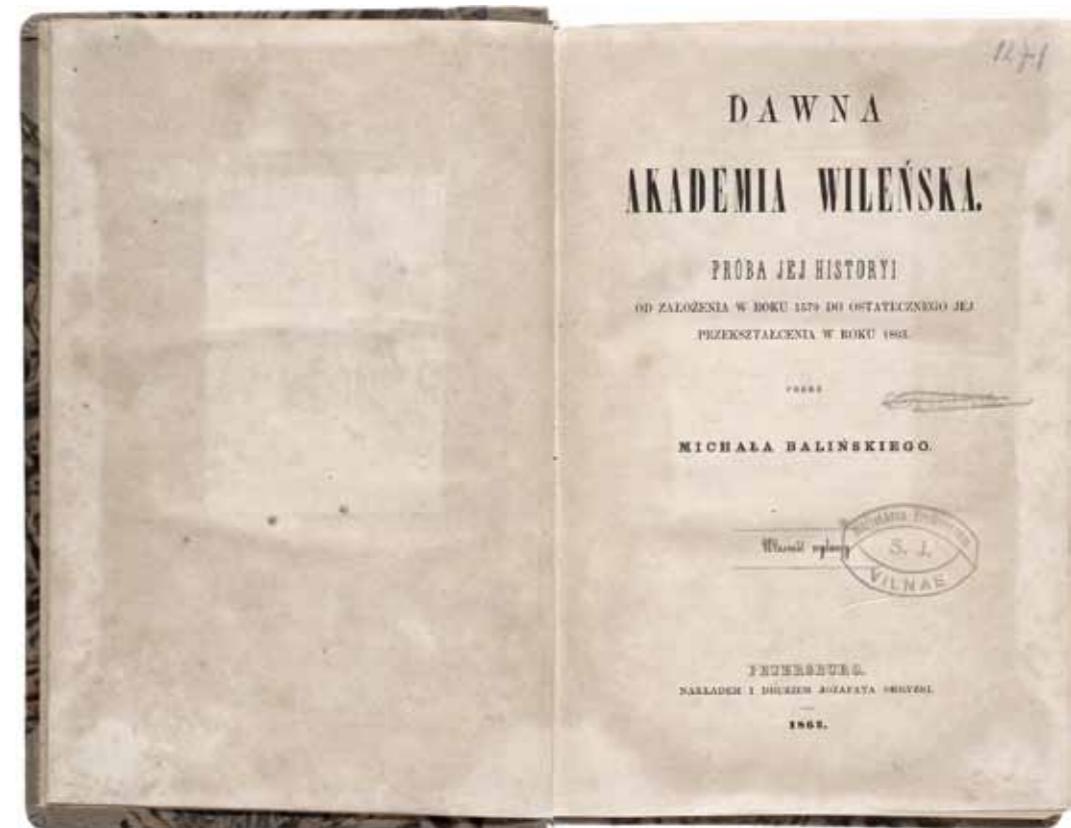 1271
DAWNA
AKADEMIA WILEŃSKA.
PRÓBA JEJ HISTORYI
OD ZAŁOŻENIA W ROKU 1579 DO OSTATECZNEGO JEJ
PRZEKSZTAŁCENIA W ROKU 1803.
PRZEZ
MICHAŁA BALIŃSKIEGO.
S. J.
VILNAE
PETERSBURG.
NAKŁADEM I DRUKIEM JOZAFATA OHRYZKI.
1862.